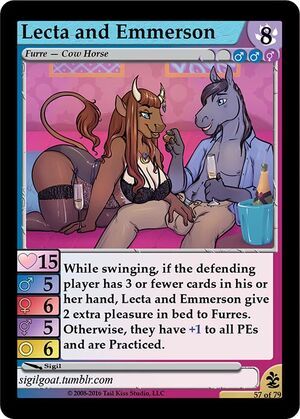 Lecta and Emmerson
8
Furre — Cow Horse
15
5
6
5
6
While swinging, if the defending
player has 3 or fewer cards in his or
her hand, Lecta and Emmerson give
2 extra pleasure in bed to Furres.
Otherwise, they have +1 to all PEs
and are Practiced.
Sigil
sigilgoat.tumblr.com
© 2008-2016 Tail Kiss Studio, LLC
57 of 79